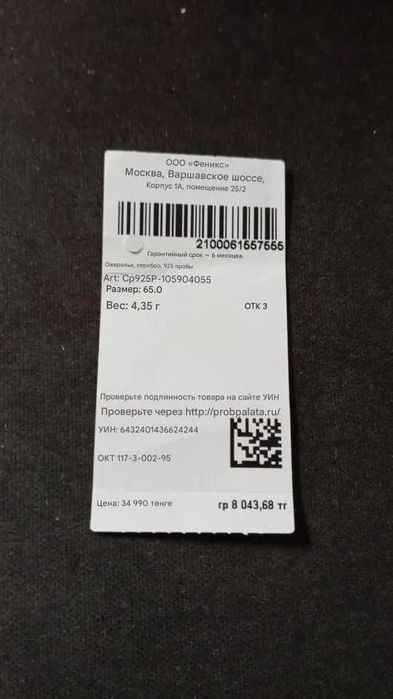 ООО «Феникс»
Москва, Варшавское шоссе,
Корпус 1А, помещение 25/2
2100061557555
Гарантийный срок — 6 месяцев.
Ожерелье, серебро, 925 пробы
Art: Ср925Р-105904055
Размер: 65.0
Вес: 4,35 г ОТК 3
Проверьте подлинность товара на сайте УИН
Проверьте через http://probpalata.ru/
УИН: 6432401436624244
ОКТ 117-3-002-95
Цена: 34 990 тенге гр 8 043,68 тг